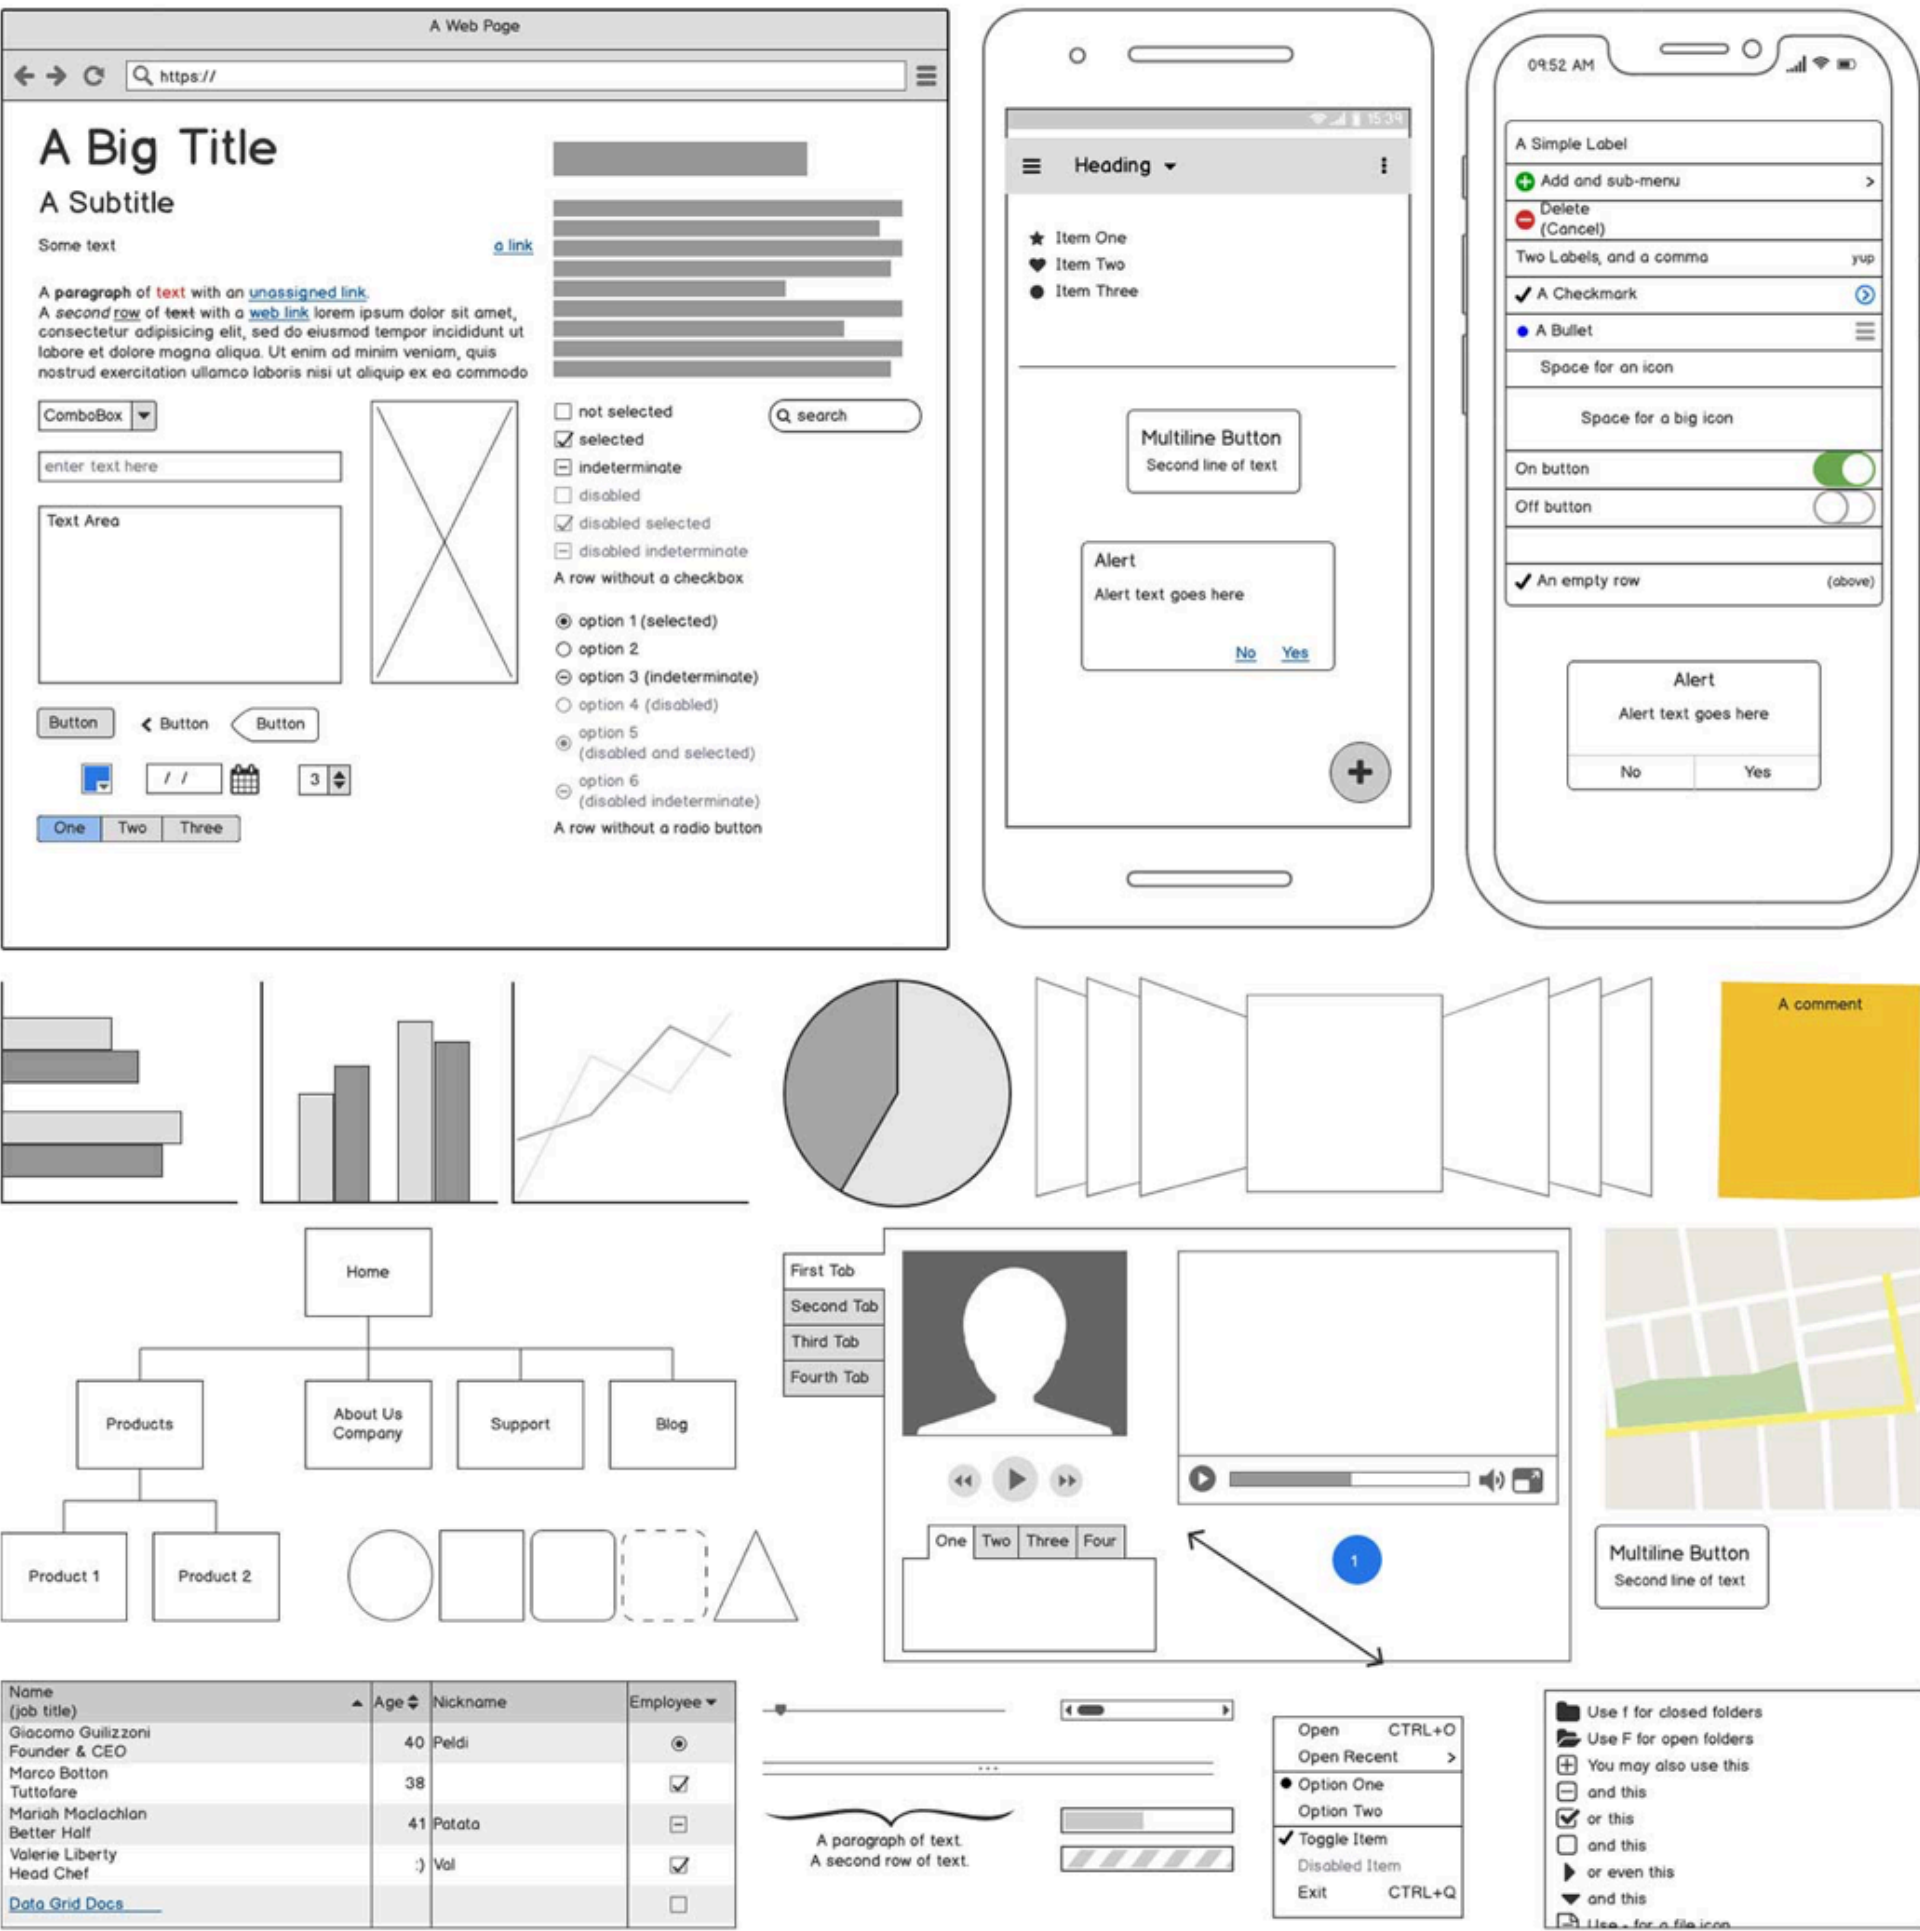 A Web Page
https://
A Big Title
A Subtitle
Some text
a link
A paragraph of text with an unassigned link.
A second row of text with a web link lorem ipsum dolor sit amet,
consectetur adipisicing elit, sed do eiusmod tempor incididunt ut
labore et dolore magna aliqua. Ut enim ad minim veniam, quis
nostrud exercitation ullamco laboris nisi ut aliquip ex ea commodo
ComboBox
enter text here
Text Area
Button
Button
Button
/ /
3
One Two Three
not selected
selected
indeterminate
disabled
disabled selected
disabled indeterminate
A row without a checkbox
search
option 1 (selected)
option 2
option 3 (indeterminate)
option 4 (disabled)
option 5
(disabled and selected)
option 6
(disabled indeterminate)
A row without a radio button
15:39
Heading
Item One
Item Two
Item Three
Multiline Button
Second line of text
Alert
Alert text goes here
No Yes
09:52 AM
A Simple Label
Add and sub-menu >
Delete
(Cancel)
Two Labels, and a comma yup
A Checkmark
A Bullet
Space for an icon
Space for a big icon
On button
Off button
An empty row (above)
Alert
Alert text goes here
No Yes
A comment
Home
Products
About Us
Company
Support
Blog
Product 1
Product 2
First Tab
Second Tab
Third Tab
Fourth Tab
One Two Three Four
1
Multiline Button
Second line of text
Name
(job title)
Age
Nickname
Employee
Giacomo Guilizzoni
Founder & CEO
40 Peldi
Marco Botton
Tuttofare
38
Mariah Maclachlan
Better Half
41 Patata
Valerie Liberty
Head Chef
:) Val
Data Grid Docs
A paragraph of text.
A second row of text.
Open CTRL+O
Open Recent >
Option One
Option Two
Toggle Item
Disabled Item
Exit CTRL+Q
Use f for closed folders
Use F for open folders
You may also use this
and this
or this
and this
or even this
and this
Use - for a file icon